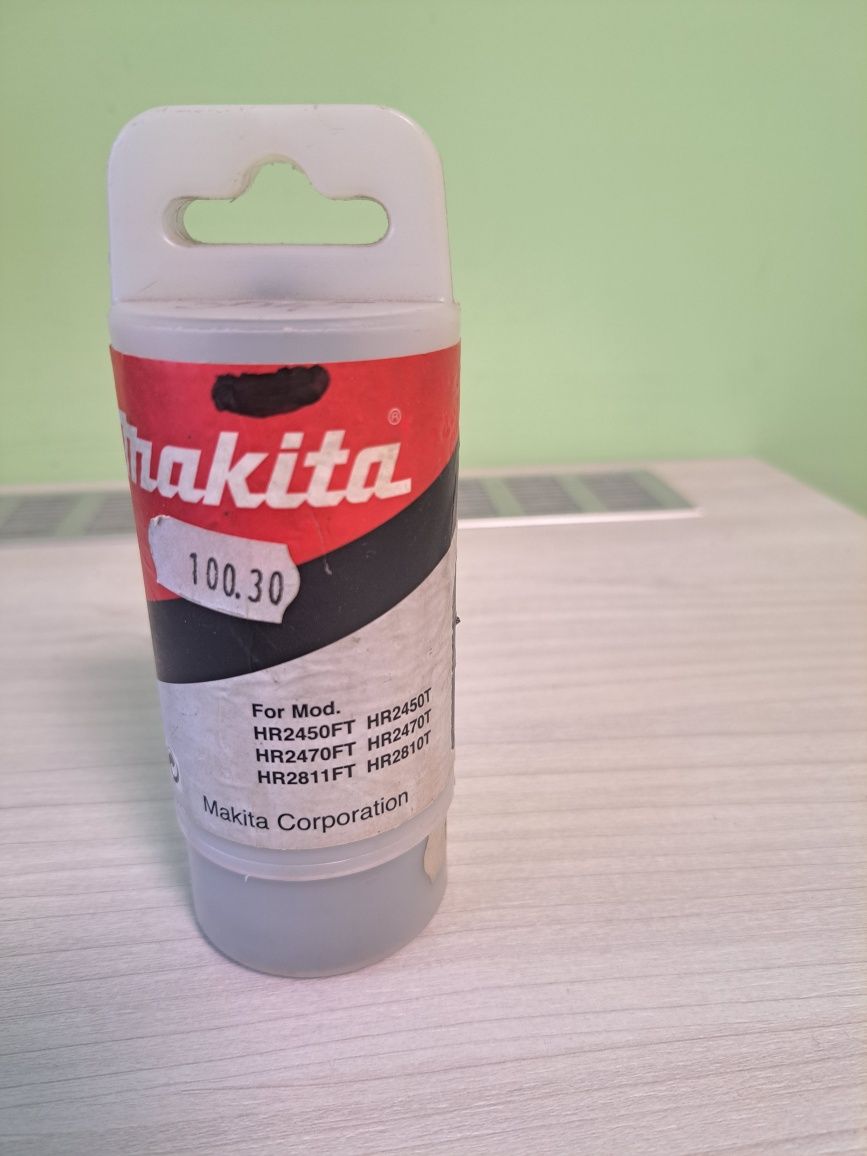 makita®
100.30
For Mod.
HR2450FT HR2450T
HR2470FT HR2470T
HR2811FT HR2810T
Makita Corporation